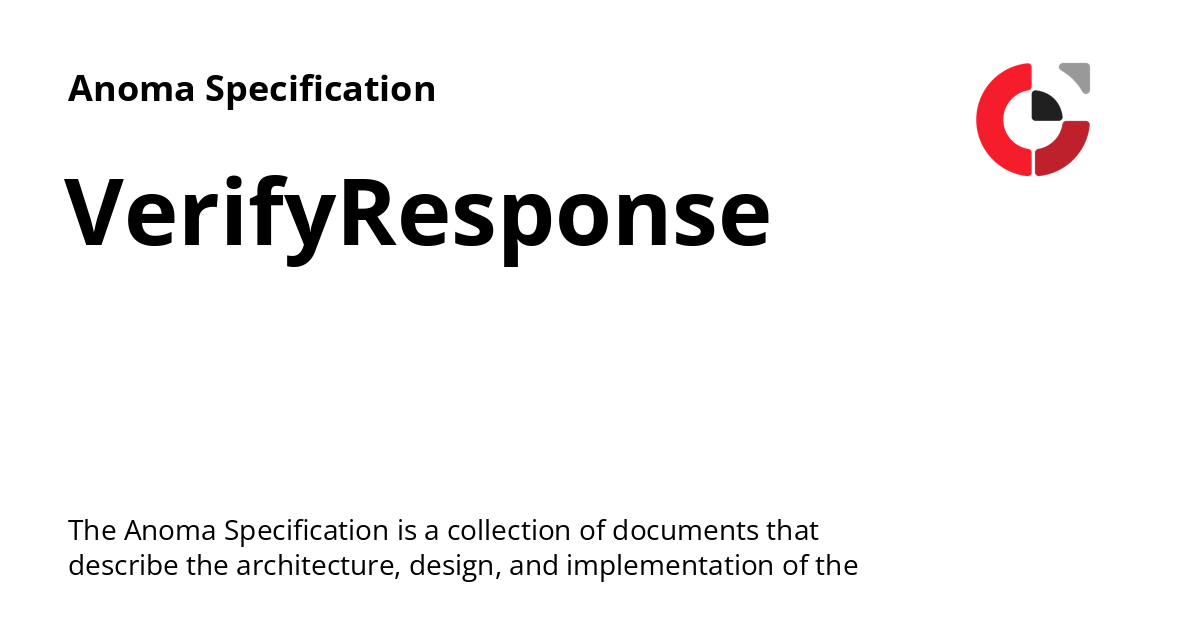 Anoma Specification
VerifyResponse
The Anoma Specification is a collection of documents that
describe the architecture, design, and implementation of the